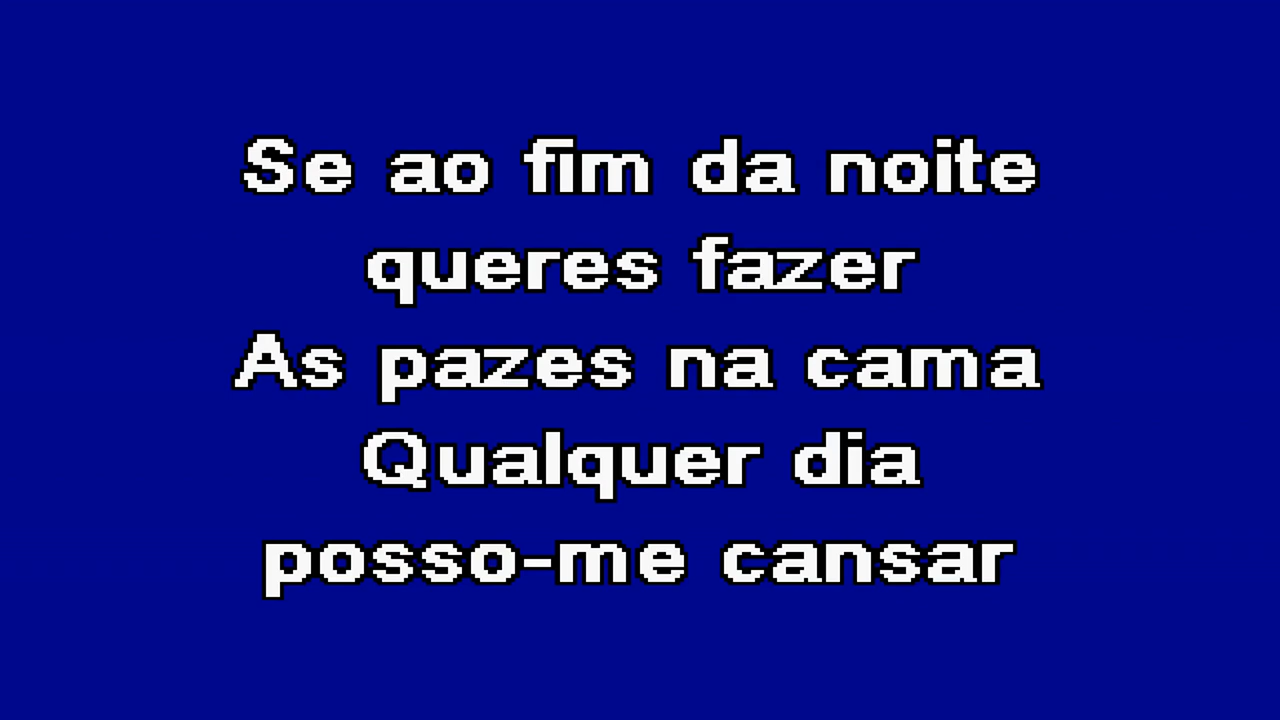 Se ao fim da noite
queres fazer
As pazes na cama
Qualquer dia
posso-me cansar